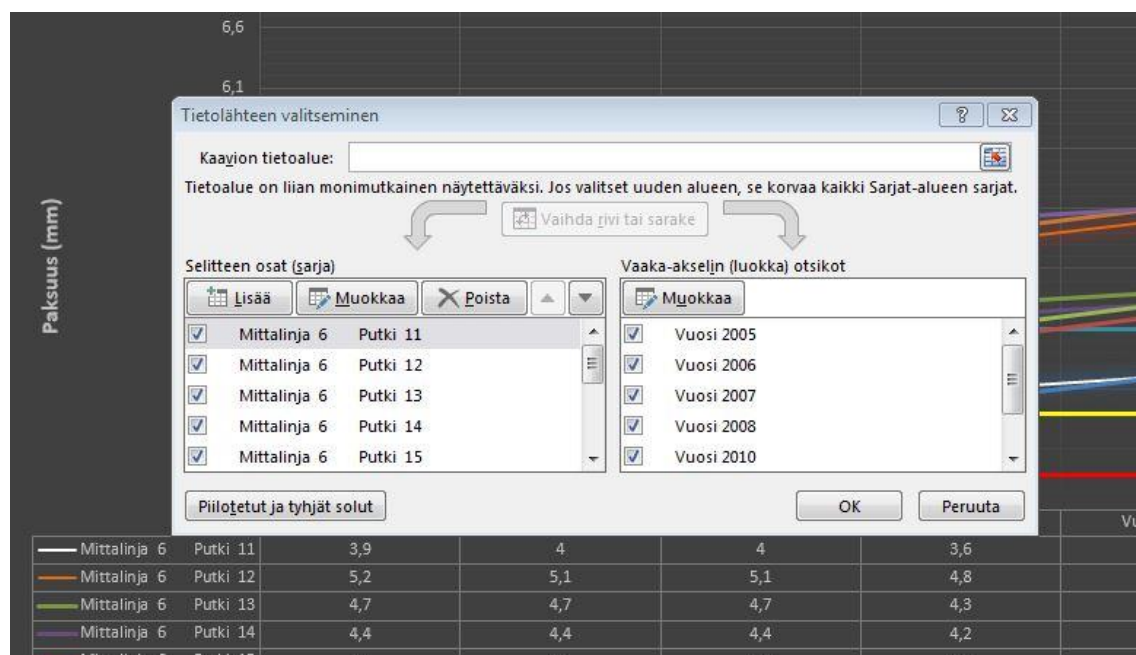 6,6
6,1
Paksuus (mm)
Tietolähteen valitseminen
Kaavion tietoalue:
Tietoalue on liian monimutkainen näytettäväksi. Jos valitset uuden alueen, se korvaa kaikki Sarjat-alueen sarjat.
Vaihda rivi tai sarake
Selitteen osat (sarja)
Lisää Muokkaa Poista
Mittalinja 6 Putki 11
Mittalinja 6 Putki 12
Mittalinja 6 Putki 13
Mittalinja 6 Putki 14
Mittalinja 6 Putki 15
Vaaka-akselin (luokka) otsikot
Muokkaa
Vuosi 2005
Vuosi 2006
Vuosi 2007
Vuosi 2008
Vuosi 2010
Piilotetut ja tyhjät solut
OK Peruuta
Vu
Mittalinja 6 Putki 11 3,9 4 4 3,6
Mittalinja 6 Putki 12 5,2 5,1 5,1 4,8
Mittalinja 6 Putki 13 4,7 4,7 4,7 4,3
Mittalinja 6 Putki 14 4,4 4,4 4,4 4,2